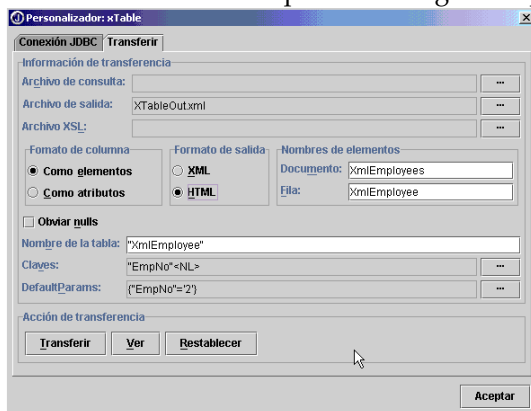 Personalizador: xTable
Conexión JDBC Transferir
Información de transferencia
Archivo de consulta: ...
Archivo de salida: XTableOut.xml ...
Archivo XSL: ...
Fomato de columna Formato de salida Nombres de elementos
Como elementos XML Documento: XmlEmployees
Como atributos HTML Fila: XmlEmployee
Obviar nulls
Nombre de la tabla: "XmlEmployee"
Claves: "EmpNo"<NL> ...
DefaultParams: {"EmpNo"='2'} ...
Acción de transferencia
Transferir Ver Restablecer
Aceptar